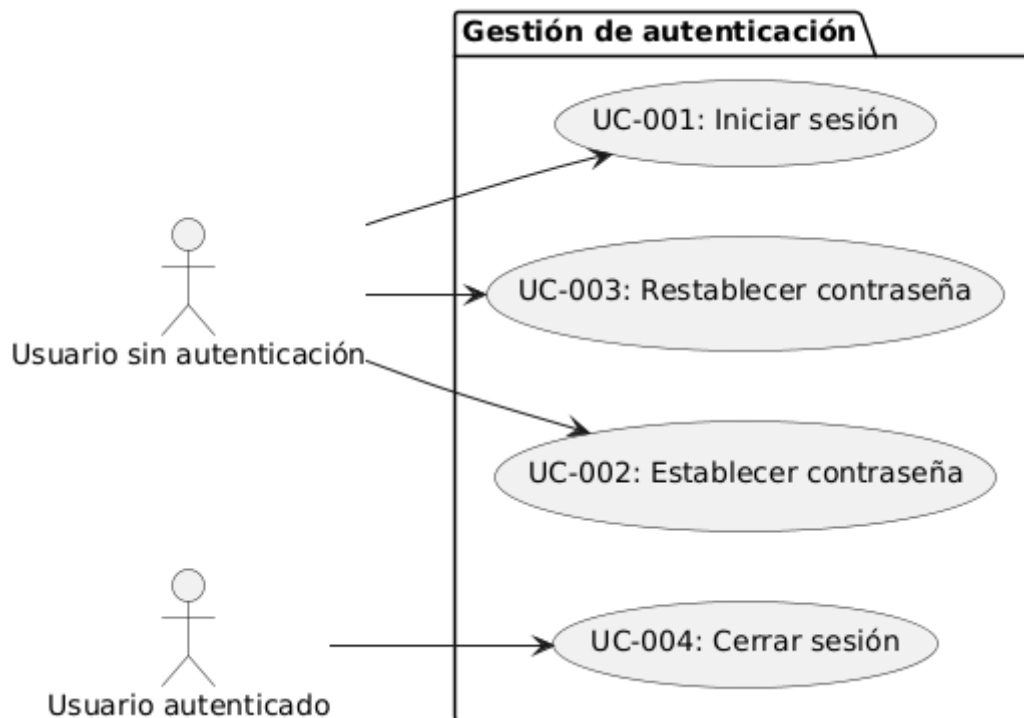 Gestión de autenticación
UC-001: Iniciar sesión
UC-003: Restablecer contraseña
Usuario sin autenticación
UC-002: Establecer contraseña
UC-004: Cerrar sesión
Usuario autenticado